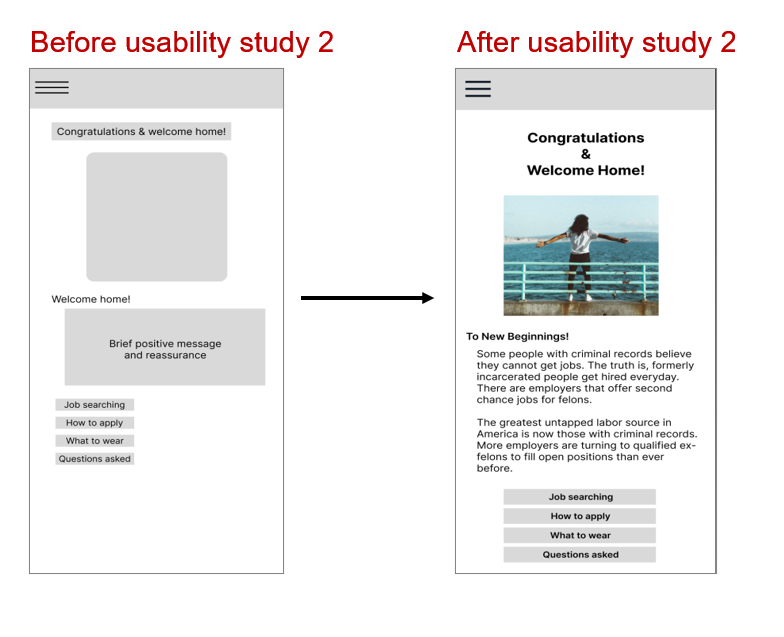 Before usability study 2
After usability study 2
Congratulations & welcome home!
Welcome home!
Brief positive message
and reassurance
Job searching
How to apply
What to wear
Questions asked
Congratulations
&
Welcome Home!
To New Beginnings!
Some people with criminal records believe
they cannot get jobs. The truth is, formerly
incarcerated people get hired everyday.
There are employers that offer second
chance jobs for felons.
The greatest untapped labor source in
America is now those with criminal records.
More employers are turning to qualified ex-
felons to fill open positions than ever
before.
Job searching
How to apply
What to wear
Questions asked